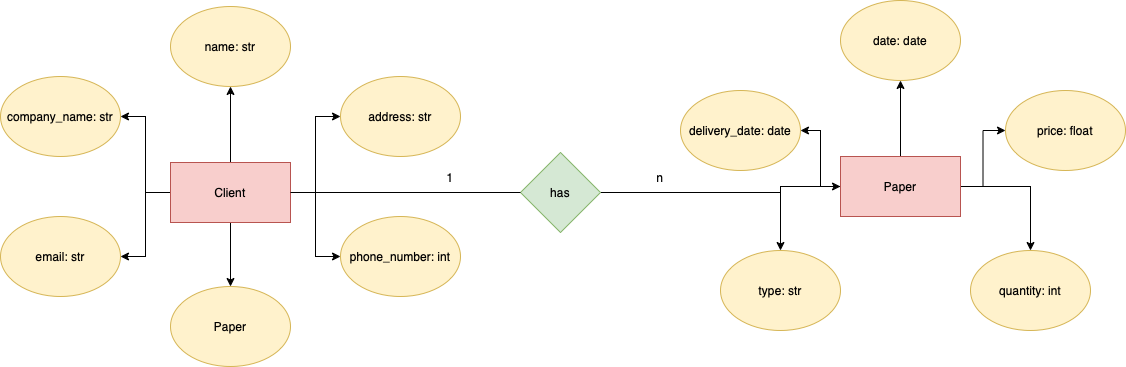 name: str
date: date
company_name: str
address: str
delivery_date: date
price: float
Client
1
has
n
Paper
email: str
phone_number: int
type: str
quantity: int
Paper